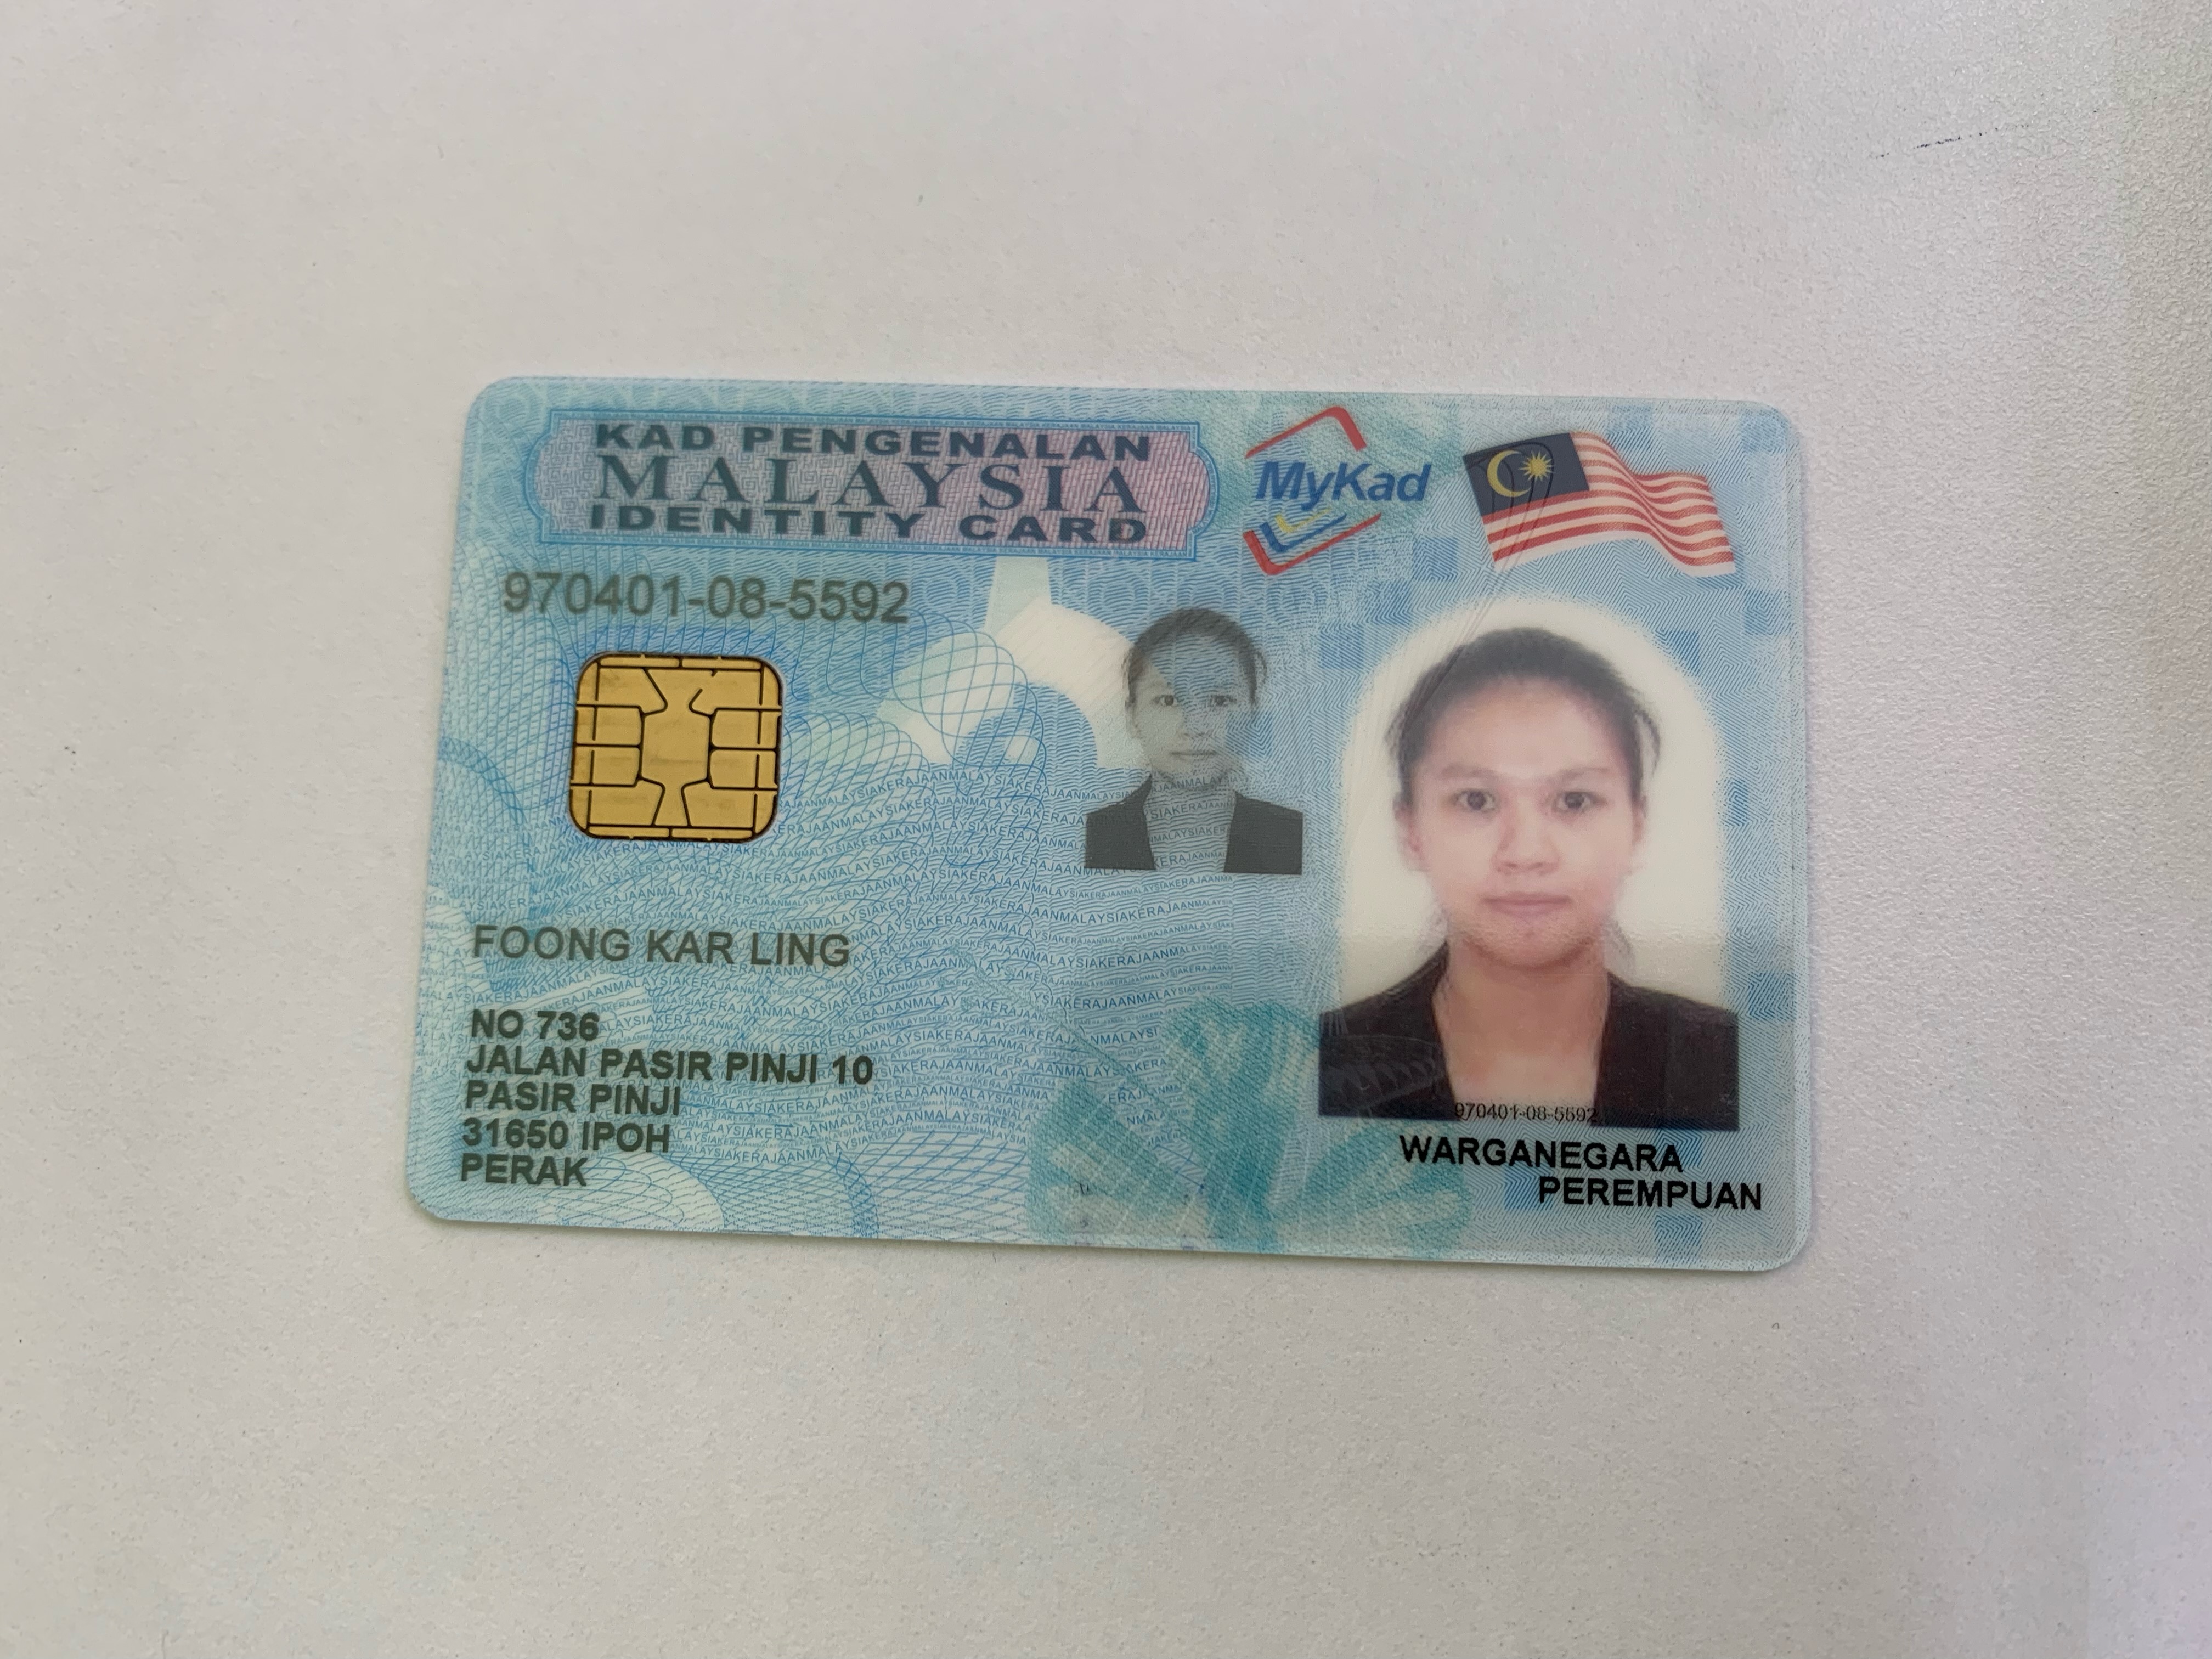 KAD PENGENALAN
MALAYSIA
IDENTITY CARD
MyKad
970401-08-5592
FOONG KAR LING
NO 736
JALAN PASIR PINJI 10
PASIR PINJI
31650 IPOH
PERAK
970401-08-5592
WARGANEGARA
PEREMPUAN